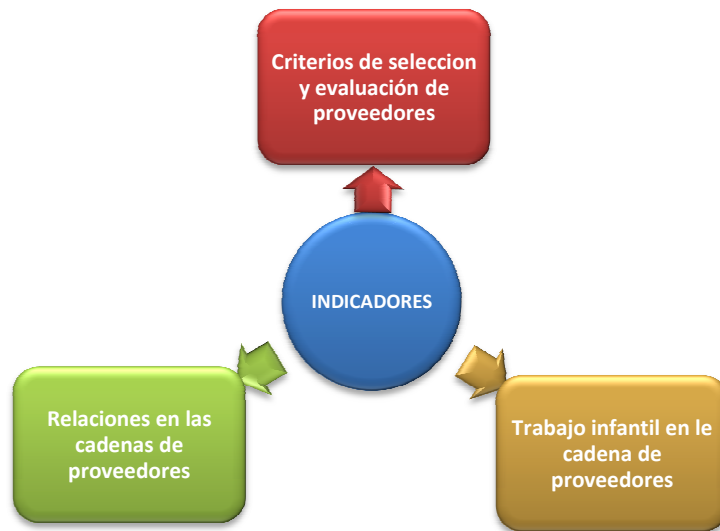 Criterios de seleccion
y evaluación de
proveedores
INDICADORES
Relaciones en las
cadenas de
proveedores
Trabajo infantil en le
cadena de
proveedores